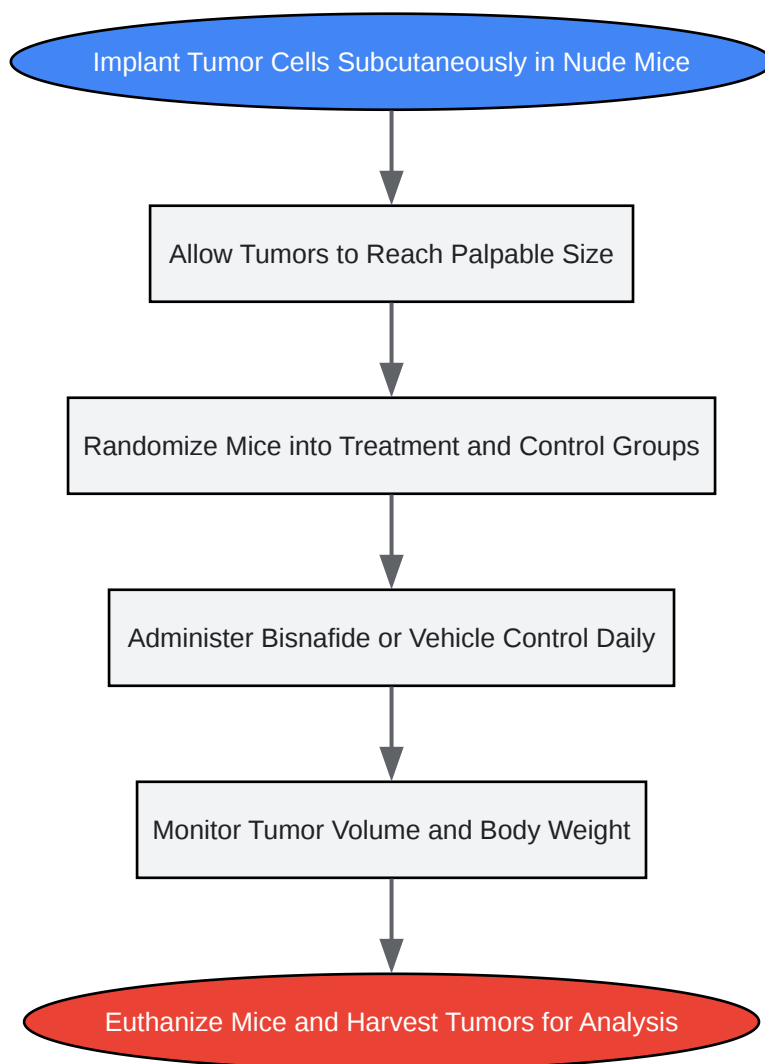 Implant Tumor Cells Subcutaneously in Nude Mice
Allow Tumors to Reach Palpable Size
Randomize Mice into Treatment and Control Groups
Administer Bisnafide or Vehicle Control Daily
Monitor Tumor Volume and Body Weight
Euthanize Mice and Harvest Tumors for Analysis